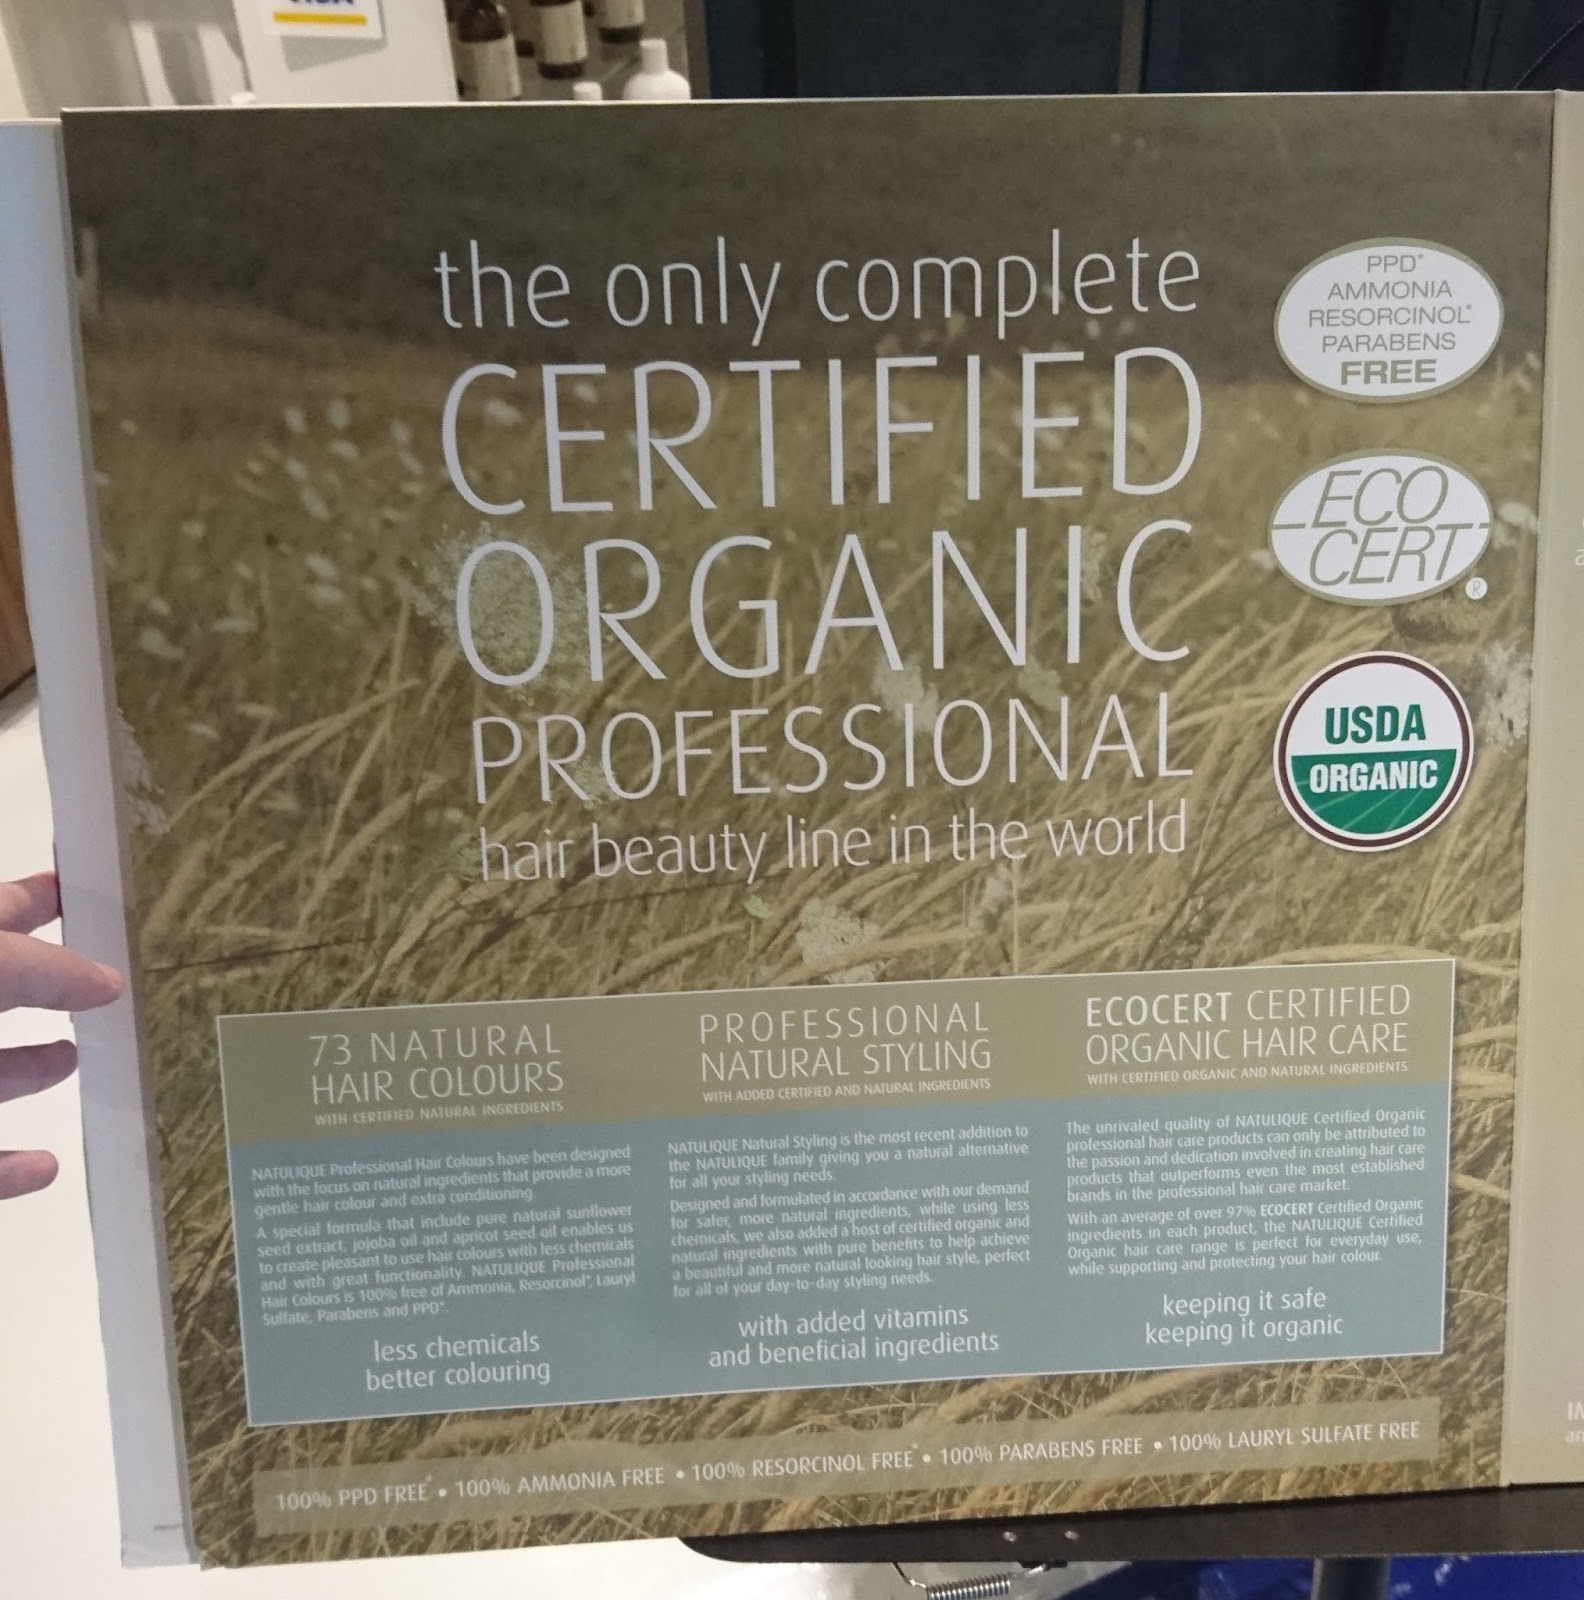 the only complete
CERTIFIED
ORGANIC
PROFESSIONAL
hair beauty line in the world
PPD*
AMMONIA
RESORCINOL*
PARABENS
FREE
ECO
CERT
®
USDA
ORGANIC
73 NATURAL
HAIR COLOURS
WITH CERTIFIED NATURAL INGREDIENTS
NATULIQUE Professional Hair Colours have been designed
with the focus on natural ingredients that provide a more
gentle hair colour and extra conditioning.
A special formula that include pure natural sunflower
seed extract, jojoba oil and apricot seed oil enables us
to create pleasant to use hair colours with less chemicals
and with great functionality. NATULIQUE Professional
Hair Colours is 100% free of Ammonia, Resorcinol*, Lauryl
Sulfate, Parabens and PPD*.
less chemicals
better colouring
PROFESSIONAL
NATURAL STYLING
WITH ADDED CERTIFIED AND NATURAL INGREDIENTS
NATULIQUE Natural Styling is the most recent addition to
the NATULIQUE family giving you a natural alternative
for all your styling needs.
Designed and formulated in accordance with our demand
for safer, more natural ingredients, while using less
chemicals, we also added a host of certified organic and
natural ingredients with pure benefits to help achieve
a beautiful and more natural looking hair style, perfect
for all of your day-to-day styling needs.
with added vitamins
and beneficial ingredients
ECOCERT CERTIFIED
ORGANIC HAIR CARE
WITH CERTIFIED ORGANIC AND NATURAL INGREDIENTS
The unrivaled quality of NATULIQUE Certified Organic
professional hair care products can only be attributed to
the passion and dedication involved in creating hair care
products that outperforms even the most established
brands in the professional hair care market.
With an average of over 97% ECOCERT Certified Organic
ingredients in each product, the NATULIQUE Certified
Organic hair care range is perfect for everyday use,
while supporting and protecting your hair colour.
keeping it safe
keeping it organic
100% PPD FREE* • 100% AMMONIA FREE • 100% RESORCINOL FREE* • 100% PARABENS FREE • 100% LAURYL SULFATE FREE